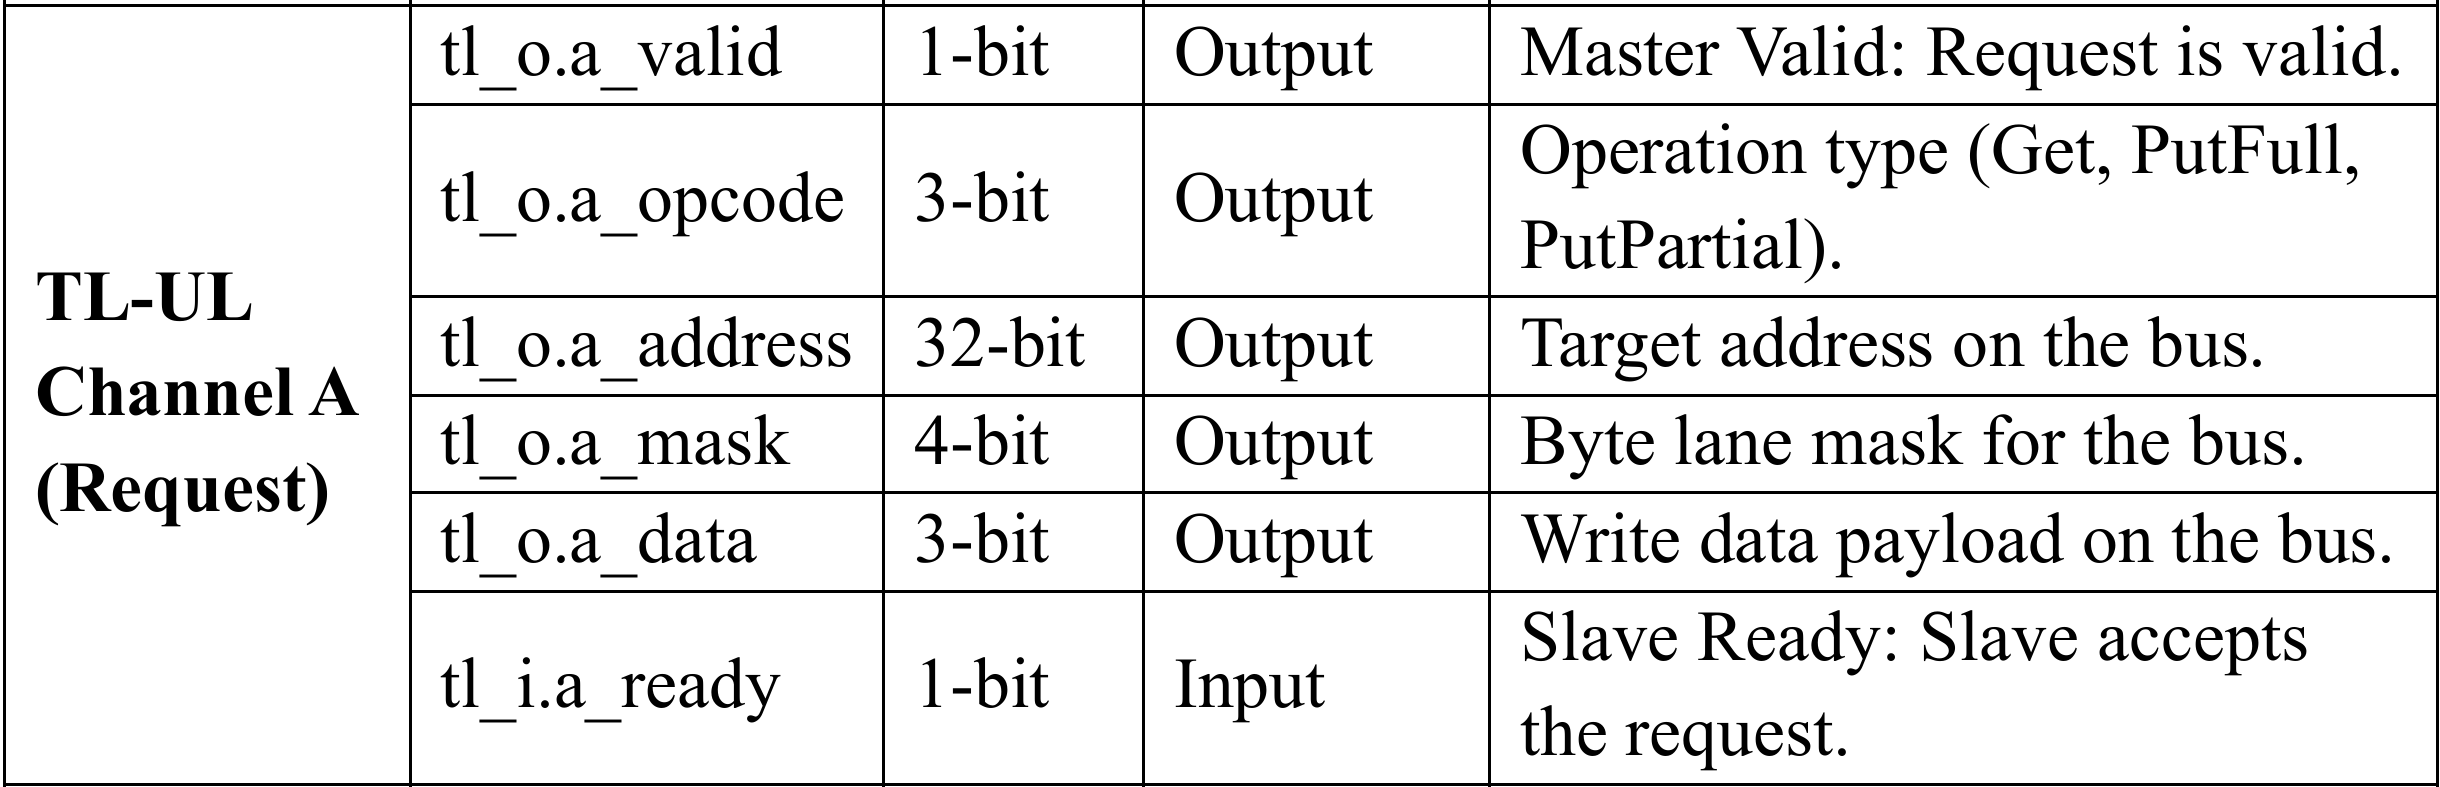 TL-UL
Channel A
(Request)
tl_o.a_valid 1-bit Output Master Valid: Request is valid.
tl_o.a_opcode 3-bit Output Operation type (Get, PutFull,
PutPartial).
tl_o.a_address 32-bit Output Target address on the bus.
tl_o.a_mask 4-bit Output Byte lane mask for the bus.
tl_o.a_data 3-bit Output Write data payload on the bus.
tl_i.a_ready 1-bit Input Slave Ready: Slave accepts
the request.